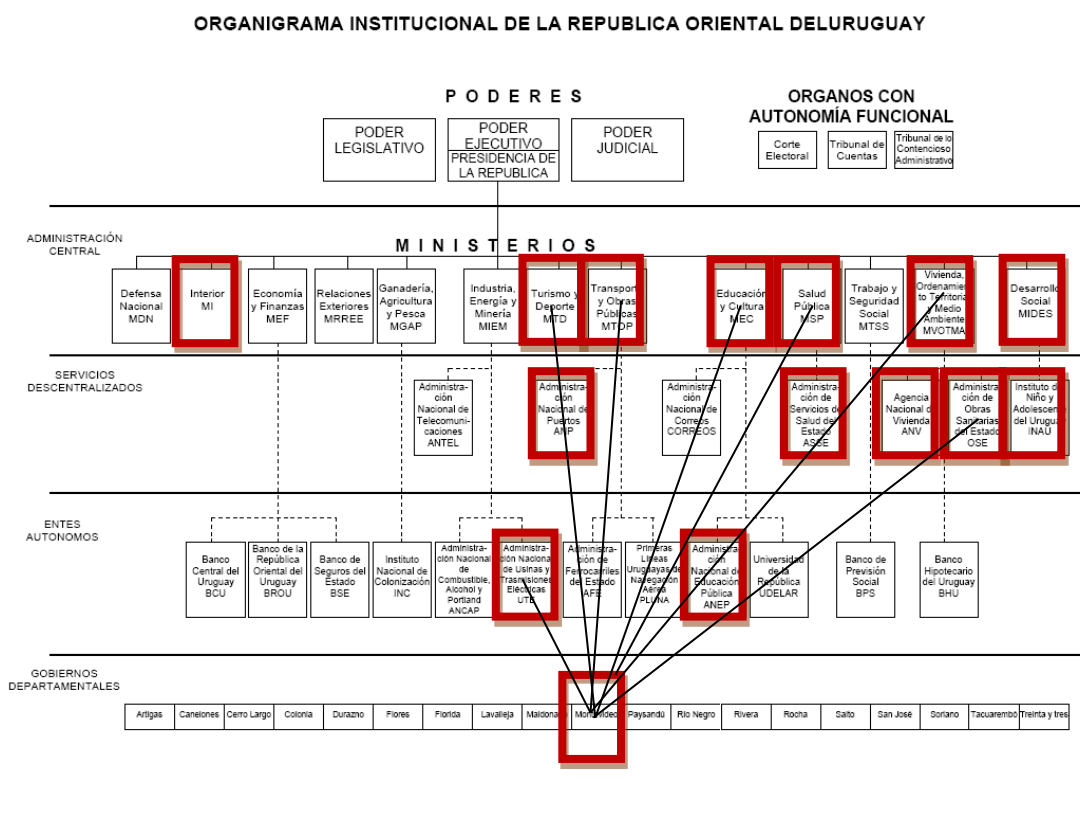 ORGANIGRAMA INSTITUCIONAL DE LA REPUBLICA ORIENTAL DELURUGUAY
P O D E R E S
ORGANOS CON
AUTONOMÍA FUNCIONAL
PODER
LEGISLATIVO
PODER
EJECUTIVO
PRESIDENCIA DE
LA REPUBLICA
PODER
JUDICIAL
Corte
Electoral
Tribunal de
Cuentas
Tribunal de lo
Contencioso
Administrativo
ADMINISTRACIÓN
CENTRAL
M I N I S T E R I O S
Defensa
Nacional
MDN
Interior
MI
Economía
y Finanzas
MEF
Relaciones
Exteriores
MRREE
Ganadería,
Agricultura
y Pesca
MGAP
Industria,
Energía y
Minería
MIEM
Turismo y
Deporte
MTD
Transport
y Obras
Públicas
MTOP
Educación
y Cultura
MEC
Salud
Pública
MSP
Trabajo y
Seguridad
Social
MTSS
Vivienda,
Ordenamien
to Territoria
y Medio
Ambiente
MVOTMA
Desarrollo
Social
MIDES
SERVICIOS
DESCENTRALIZADOS
Administra-
ción
Nacional de
Telecomuni-
caciones
ANTEL
Administra-
ción
Nacional de
Puertos
ANP
Administra-
ción
Nacional de
Correos
CORREOS
Administra-
ción de
Servicios de
Salud del
Estado
ASSE
Agencia
Nacional d
Vivienda
ANV
Administra-
ción de
Obras
Sanitarias
del Estado
OSE
Instituto del
Niño y
Adolescente
del Uruguay
INAU
ENTES
AUTONOMOS
Banco
Central del
Uruguay
BCU
Banco de la
República
Oriental del
Uruguay
BROU
Banco de
Seguros del
Estado
BSE
Instituto
Nacional de
Colonización
INC
Administra-
ción Nacional
de
Combustible,
Alcohol y
Portland
ANCAP
Administra-
ción Nacional
de Usinas y
Trasmisiones
Eléctricas
UTE
Administra-
ción de
Ferrocarriles
del Estado
AFE
Primeras
Líneas
Uruguayas de
Navegación
Aérea
PLUNA
Administra-
ción
Nacional de
Educación
Pública
ANEP
Universidad
de la
República
UDELAR
Banco de
Previsión
Social
BPS
Banco
Hipotecario
del Uruguay
BHU
GOBIERNOS
DEPARTAMENTALES
Artigas
Canelones
Cerro Largo
Colonia
Durazno
Flores
Florida
Lavalleja
Maldonado
Montevideo
Paysandú
Río Negro
Rivera
Rocha
Salto
San José
Soriano
Tacuarembó
Treinta y tres